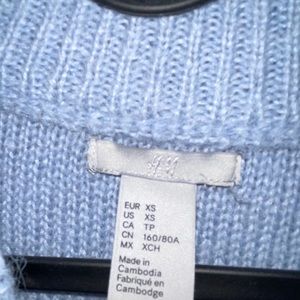 H&M
EUR XS
US XS
CA TP
CN 160/80A
MX XCH
Made in
Cambodia
Fabriqué en
Cambodge